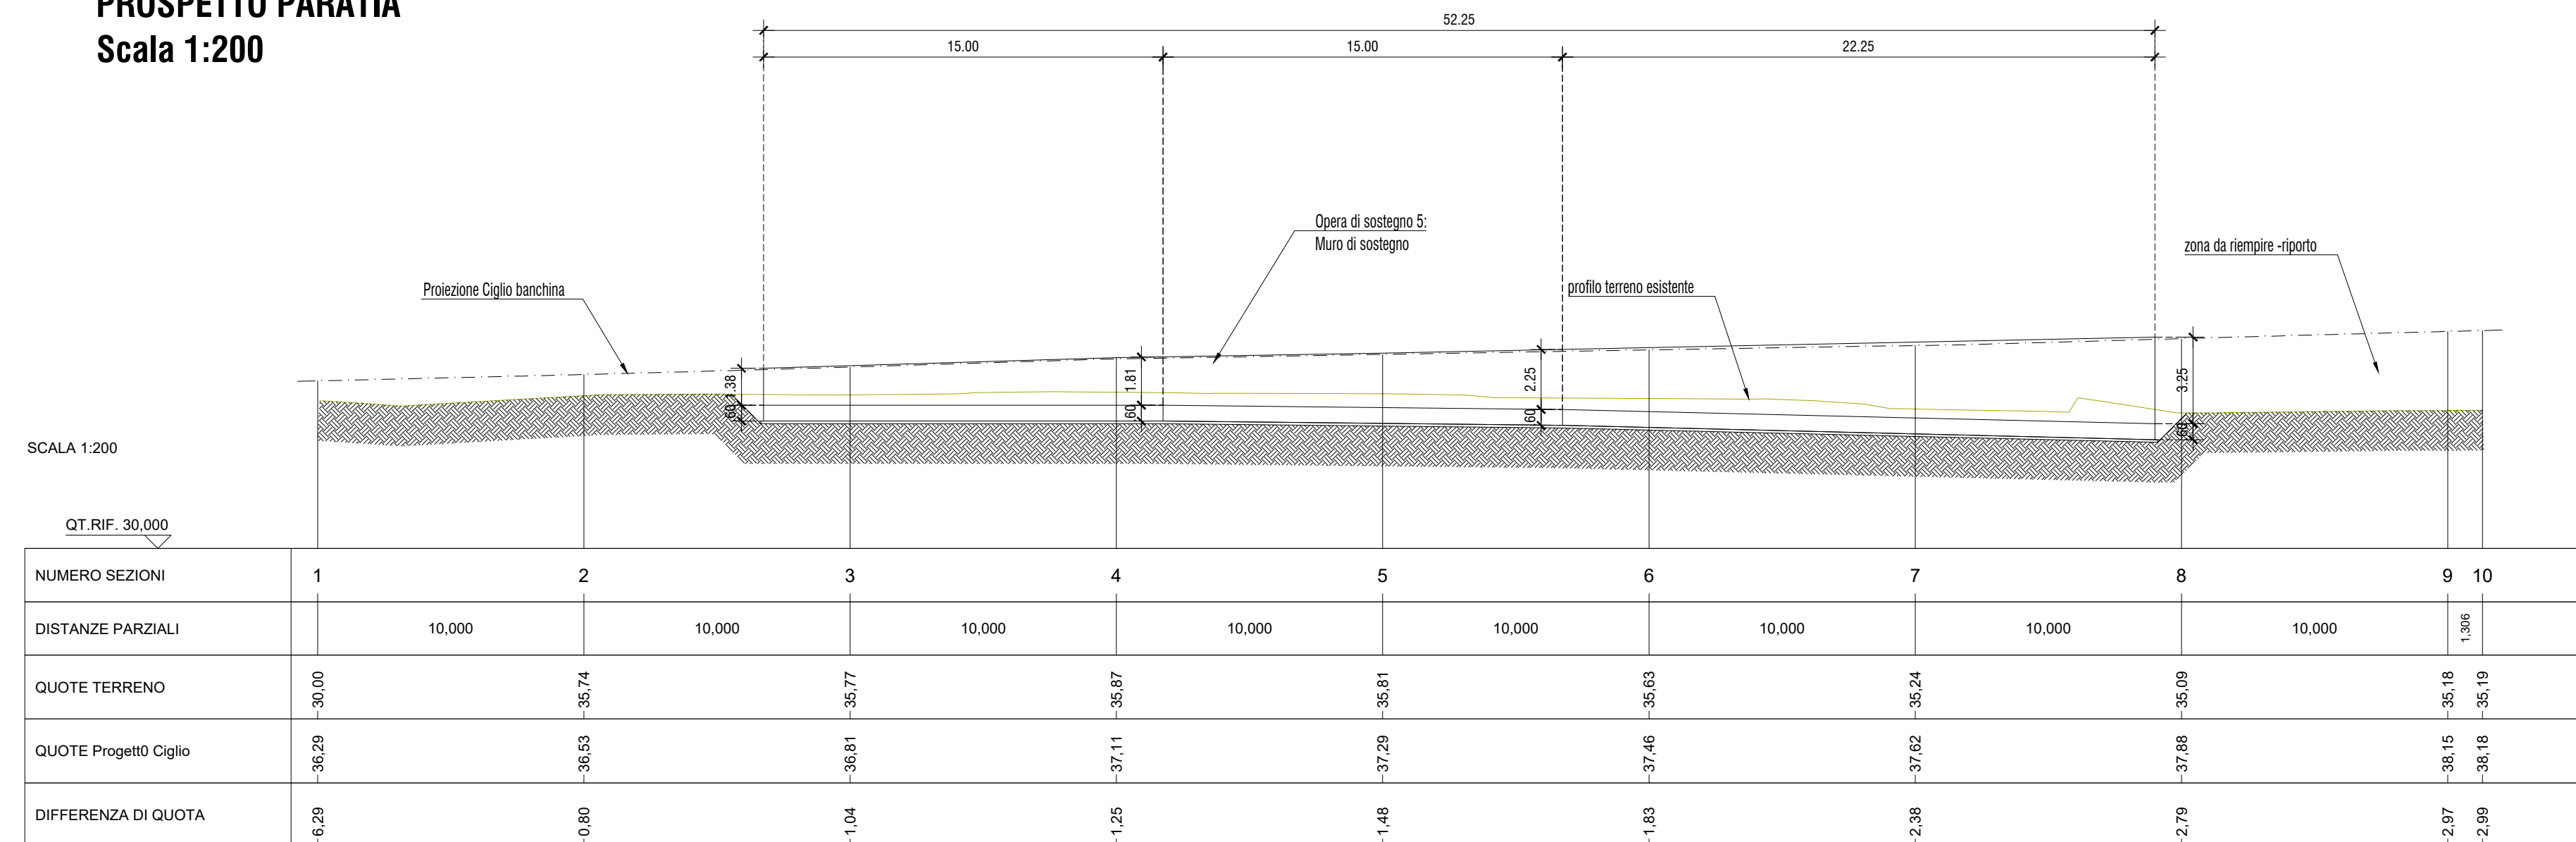 PROSPETTO PARATIA
Scala 1:200
52.25
15.00 15.00 22.25
Opera di sostegno 5:
Muro di sostegno
zona da riempire -riporto
Proiezione Ciglio banchina
profilo terreno esistente
.38 1.81 2.25 3.25
60 60 60 60
SCALA 1:200
QT.RIF. 30,000
NUMERO SEZIONI 1 2 3 4 5 6 7 8 9 10
DISTANZE PARZIALI 10,000 10,000 10,000 10,000 10,000 10,000 10,000 10,000 1,306
QUOTE TERRENO 30,00 35,74 35,77 35,87 35,81 35,63 35,24 35,09 35,18 35,19
QUOTE Progett0 Ciglio 36,29 36,53 36,81 37,11 37,29 37,46 37,62 37,88 38,15 38,18
DIFFERENZA DI QUOTA 6,29 0,80 1,04 1,25 1,48 1,83 2,38 2,79 2,97 2,99